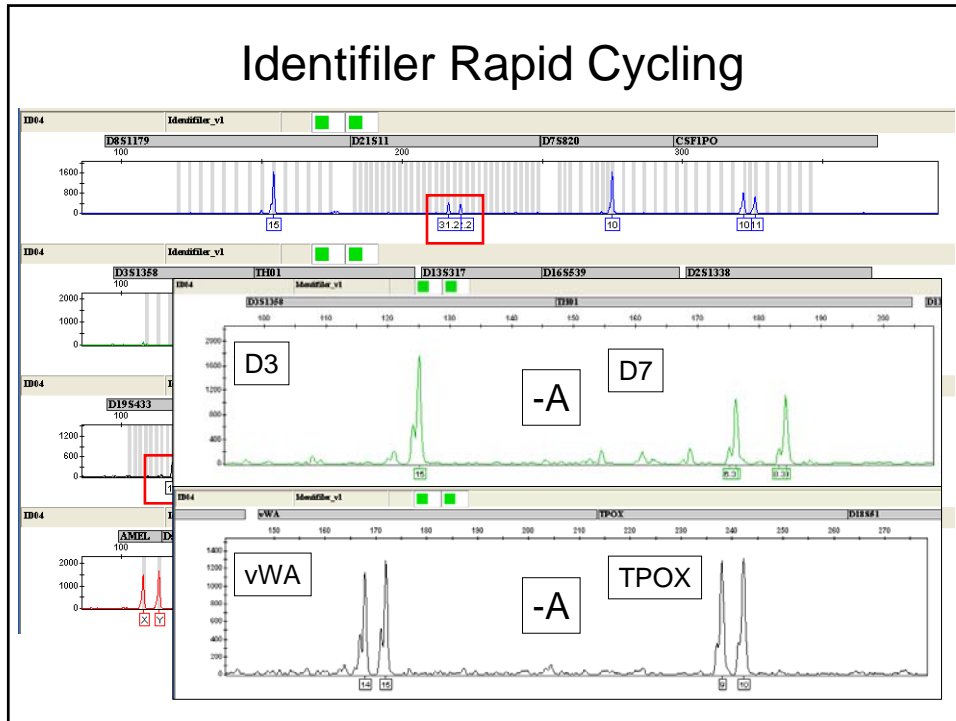 Identifiler Rapid Cycling
ID04 Identifiler_v1
D8S1179 D21S11 D7S820 CSF1PO
100 200 300
1600
800
0
15 31.2 .2 10 10 11
ID04 Identifiler_v1
D3S1358 TH01 D13S317 D16S539 D2S1338
100
2000
1000
0
ID04
D19S433
100
1200
600
0
ID04
AMEL
100
2000
1000
0
X Y
ID04 Identifiler_v1
D3S1358 TH01
100 110 120 130 140 150 160 170 180 190 200
2000
1600
1200
800
400
0
D3 -A D7
15
ID04 Identifiler_v1
vWA TPOX D18S51
150 160 170 180 190 200 210 220 230 240 250 260 270
1400
1200
1000
800
600
400
200
0
vWA -A TPOX
14 15 9 10